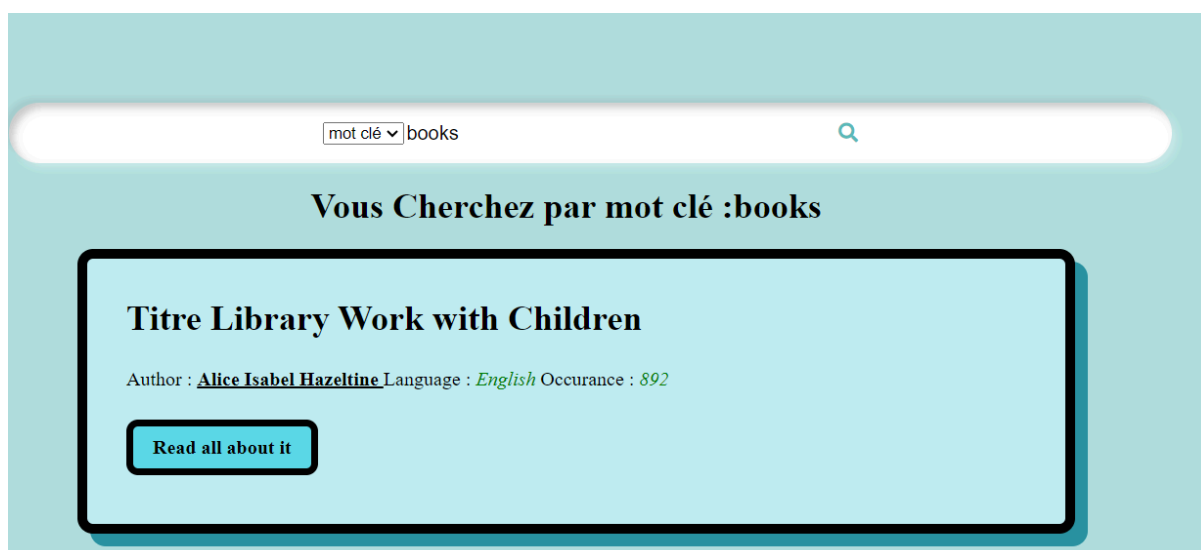 mot clé books
Vous Cherchez par mot clé :books
Titre Library Work with Children
Author : Alice Isabel Hazeltine Language : English Occurance : 892
Read all about it